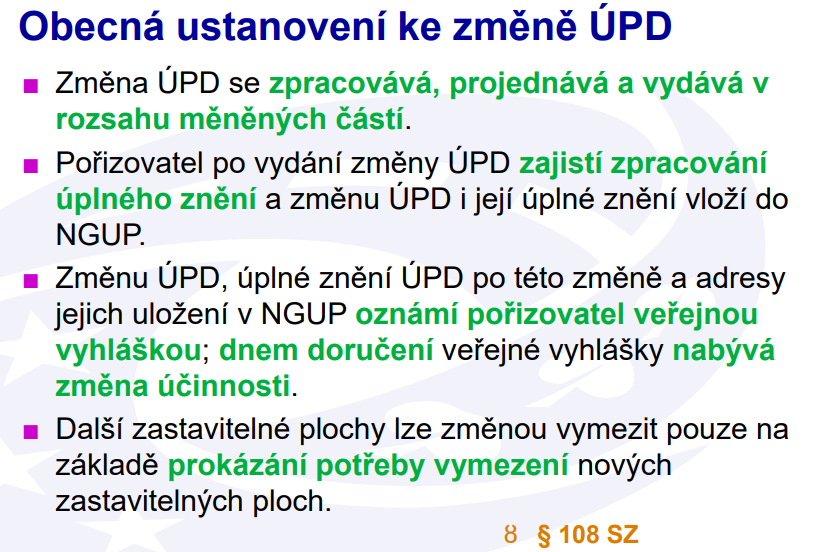 Obecná ustanovení ke změně ÚPD
Změna ÚPD se zpracovává, projednává a vydává v
rozsahu měněných částí.
Pořizovatel po vydání změny ÚPD zajistí zpracování
úplného znění a změnu ÚPD i její úplné znění vloží do
NGUP.
Změnu ÚPD, úplné znění ÚPD po této změně a adresy
jejich uložení v NGUP oznámí pořizovatel veřejnou
vyhláškou; dnem doručení veřejné vyhlášky nabývá
změna účinnosti.
Další zastavitelné plochy lze změnou vymezit pouze na
základě prokázání potřeby vymezení nových
zastavitelných ploch.
8 § 108 SZ